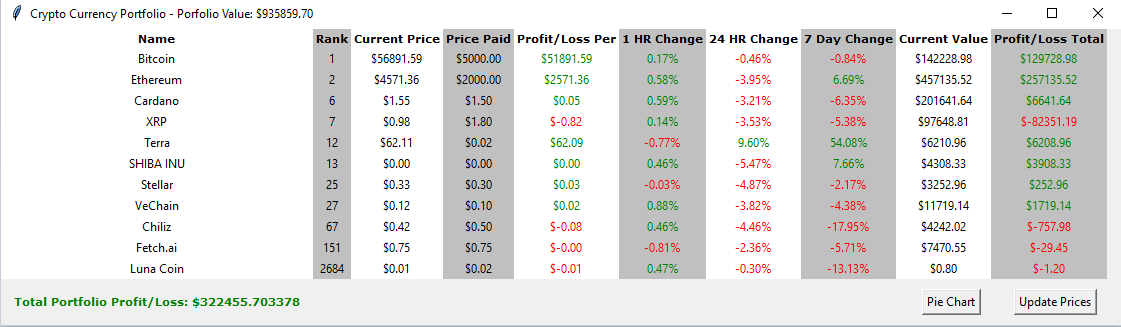 Crypto Currency Portfolio - Porfolio Value: $935859.70
Name Rank Current Price Price Paid Profit/Loss Per 1 HR Change 24 HR Change 7 Day Change Current Value Profit/Loss Total
Bitcoin 1 $56891.59 $5000.00 $51891.59 0.17% -0.46% -0.84% $142228.98 $129728.98
Ethereum 2 $4571.36 $2000.00 $2571.36 0.58% -3.95% 6.69% $457135.52 $257135.52
Cardano 6 $1.55 $1.50 $0.05 0.59% -3.21% -6.35% $201641.64 $6641.64
XRP 7 $0.98 $1.80 $-0.82 0.14% -3.53% -5.38% $97648.81 $-82351.19
Terra 12 $62.11 $0.02 $62.09 -0.77% 9.60% 54.08% $6210.96 $6208.96
SHIBA INU 13 $0.00 $0.00 $0.00 0.46% -5.47% 7.66% $4308.33 $3908.33
Stellar 25 $0.33 $0.30 $0.03 -0.03% -4.87% -2.17% $3252.96 $252.96
VeChain 27 $0.12 $0.10 $0.02 0.88% -3.82% -4.38% $11719.14 $1719.14
Chiliz 67 $0.42 $0.50 $-0.08 0.46% -4.46% -17.95% $4242.02 $-757.98
Fetch.ai 151 $0.75 $0.75 $-0.00 -0.81% -2.36% -5.71% $7470.55 $-29.45
Luna Coin 2684 $0.01 $0.02 $-0.01 0.47% -0.30% -13.13% $0.80 $-1.20
Total Portfolio Profit/Loss: $322455.703378 Pie Chart Update Prices